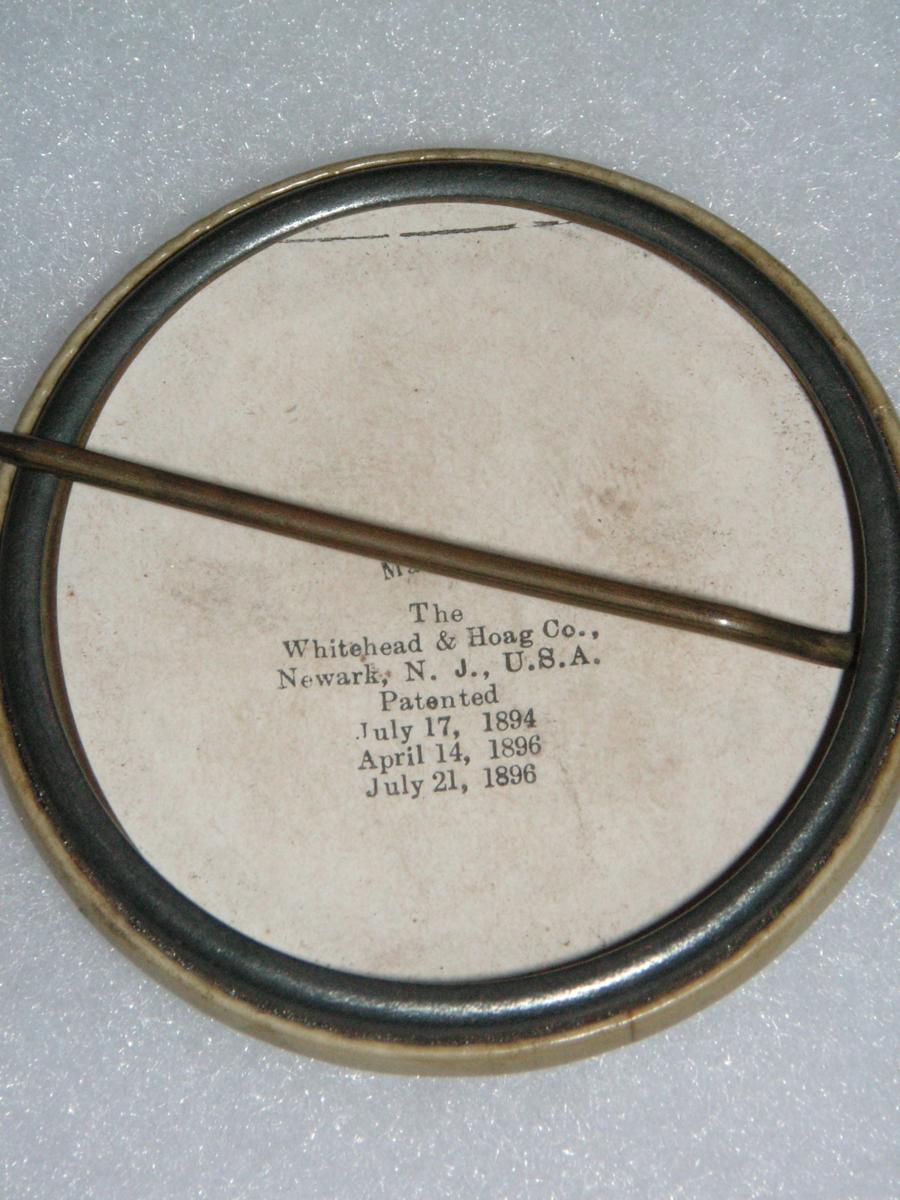 The
Whitehead & Hoag Co.,
Newark, N. J., U.S.A.
Patented
July 17, 1894
April 14, 1896
July 21, 1896